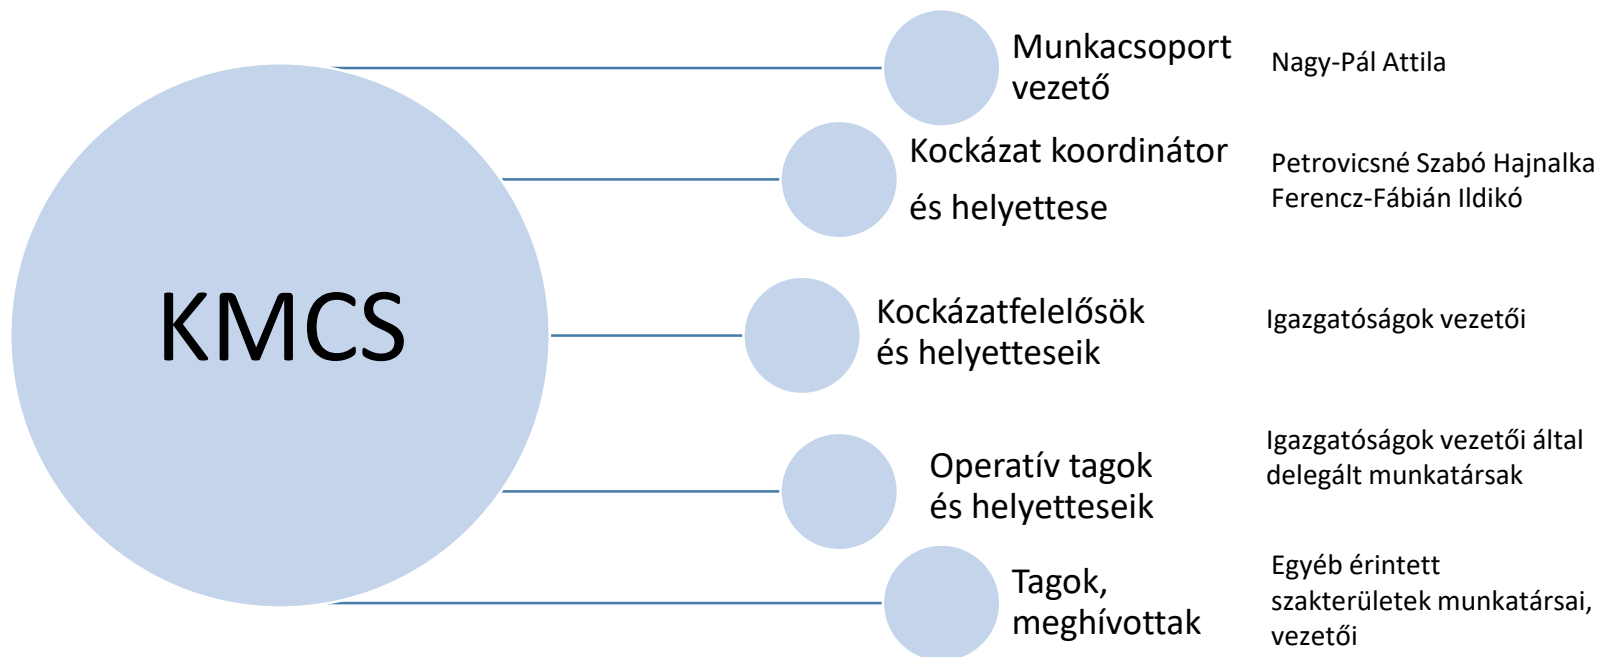 KMCS
Munkacsoport
vezető
Nagy-Pál Attila
Kockázat koordinátor
és helyettese
Petrovicsné Szabó Hajnalka
Ferencz-Fábián Ildikó
Kockázatfelelősök
és helyetteseik
Igazgatóságok vezetői
Operatív tagok
és helyetteseik
Igazgatóságok vezetői által
delegált munkatársak
Tagok,
meghívottak
Egyéb érintett
szakterületek munkatársai,
vezetői